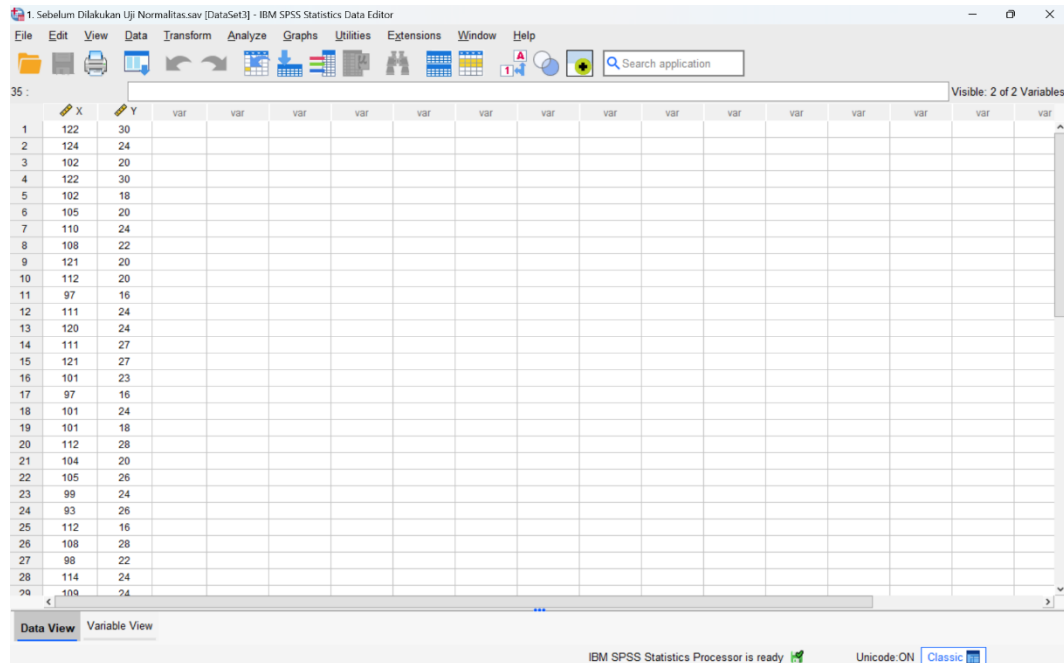 1. Sebelum Dilakukan Uji Normalitas.sav [DataSet3] - IBM SPSS Statistics Data Editor
File Edit View Data Transform Analyze Graphs Utilities Extensions Window Help
Search application
35 : Visible: 2 of 2 Variables
X Y var var var var var var var var var var var var var var var
1 122 30
2 124 24
3 102 20
4 122 30
5 102 18
6 105 20
7 110 24
8 108 22
9 121 20
10 112 20
11 97 16
12 111 24
13 120 24
14 111 27
15 121 27
16 101 23
17 97 16
18 101 24
19 101 18
20 112 28
21 104 20
22 105 26
23 99 24
24 93 26
25 112 16
26 108 28
27 98 22
28 114 24
29 109 24
Data View Variable View
IBM SPSS Statistics Processor is ready Unicode:ON Classic